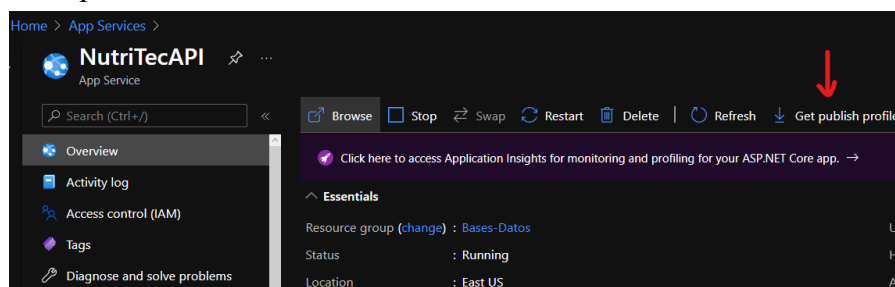 Home > App Services >
NutriTecAPI
App Service
Search (Ctrl+/)
Browse Stop Swap Restart Delete Refresh Get publish profile
Overview
Click here to access Application Insights for monitoring and profiling for your ASP.NET Core app. →
Activity log
Essentials
Access control (IAM)
Resource group (change) : Bases-Datos
Tags
Status : Running
Diagnose and solve problems
Location : East US